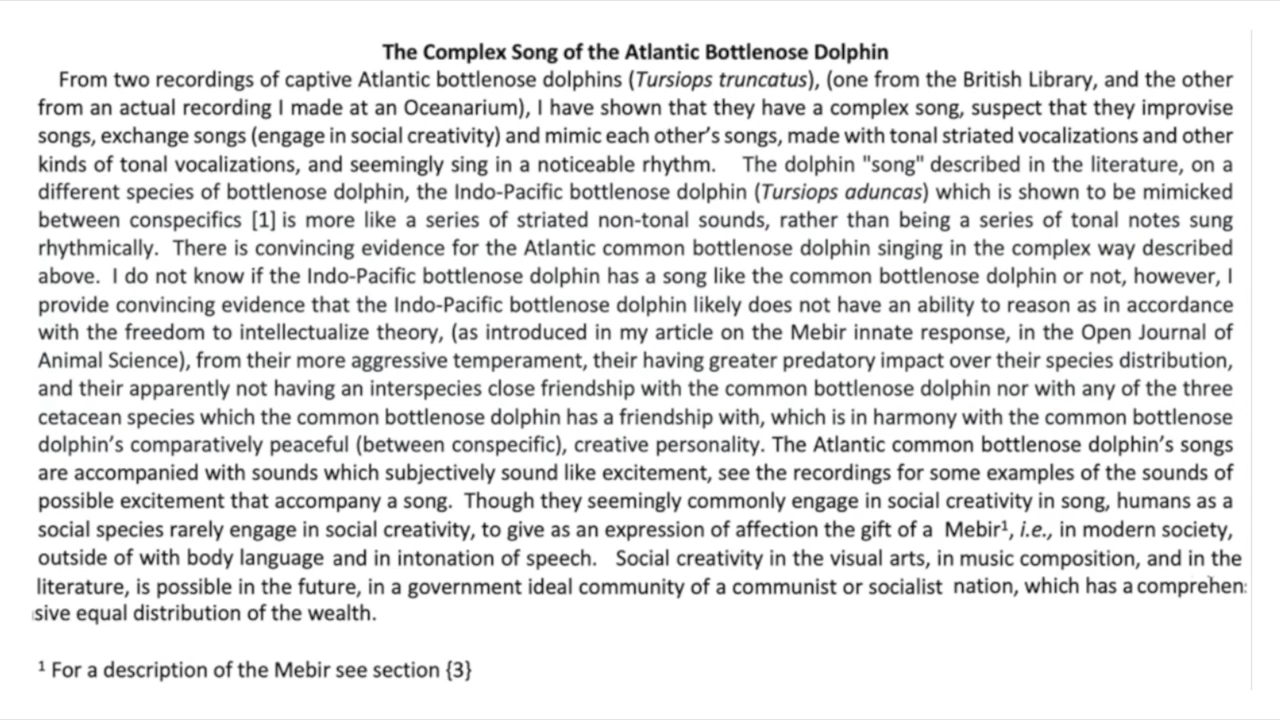 The Complex Song of the Atlantic Bottlenose Dolphin
From two recordings of captive Atlantic bottlenose dolphins (Tursiops truncatus), (one from the British Library, and the other
from an actual recording I made at an Oceanarium), I have shown that they have a complex song, suspect that they improvise
songs, exchange songs (engage in social creativity) and mimic each other's songs, made with tonal striated vocalizations and other
kinds of tonal vocalizations, and seemingly sing in a noticeable rhythm. The dolphin "song" described in the literature, on a
different species of bottlenose dolphin, the Indo-Pacific bottlenose dolphin (Tursiops aduncas) which is shown to be mimicked
between conspecifics [1] is more like a series of striated non-tonal sounds, rather than being a series of tonal notes sung
rhythmically. There is convincing evidence for the Atlantic common bottlenose dolphin singing in the complex way described
above. I do not know if the Indo-Pacific bottlenose dolphin has a song like the common bottlenose dolphin or not, however, I
provide convincing evidence that the Indo-Pacific bottlenose dolphin likely does not have an ability to reason as in accordance
with the freedom to intellectualize theory, (as introduced in my article on the Mebir innate response, in the Open Journal of
Animal Science), from their more aggressive temperament, their having greater predatory impact over their species distribution,
and their apparently not having an interspecies close friendship with the common bottlenose dolphin nor with any of the three
cetacean species which the common bottlenose dolphin has a friendship with, which is in harmony with the common bottlenose
dolphin's comparatively peaceful (between conspecific), creative personality. The Atlantic common bottlenose dolphin's songs
are accompanied with sounds which subjectively sound like excitement, see the recordings for some examples of the sounds of
possible excitement that accompany a song. Though they seemingly commonly engage in social creativity in song, humans as a
social species rarely engage in social creativity, to give as an expression of affection the gift of a Mebir¹, i.e., in modern society,
outside of with body language and in intonation of speech. Social creativity in the visual arts, in music composition, and in the
literature, is possible in the future, in a government ideal community of a communist or socialist nation, which has a comprehen
sive equal distribution of the wealth.
¹ For a description of the Mebir see section {3}